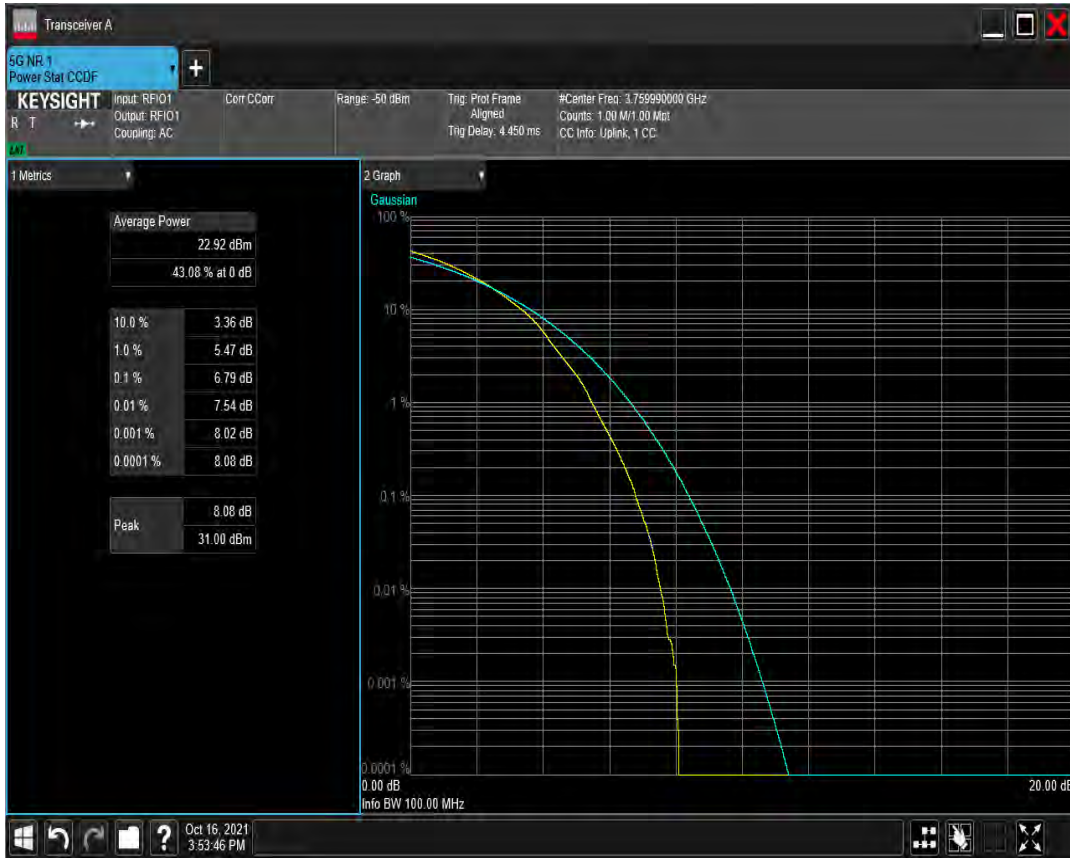 Transceiver A
5G NR 1
Power Stat CCDF
+
KEYSIGHT
R T
LXI
Input: RFIO1
Output: RFIO1
Coupling: AC
Corr CCorr
Range: -50 dBm
Trig: Prot Frame
Aligned
Trig Delay: 4.450 ms
#Center Freq: 3.759990000 GHz
Counts: 1.00 M/1.00 Mpt
CC Info: Uplink, 1 CC
1 Metrics
Average Power
22.92 dBm
43.08 % at 0 dB
10.0 % 3.36 dB
1.0 % 5.47 dB
0.1 % 6.79 dB
0.01 % 7.54 dB
0.001 % 8.02 dB
0.0001 % 8.08 dB
Peak
8.08 dB
31.00 dBm
2 Graph
Gaussian
100 %
10 %
1 %
0.1 %
0.01 %
0.001 %
0.0001 %
0.00 dB
20.00 dB
Info BW 100.00 MHz
?
Oct 16, 2021
3:53:46 PM